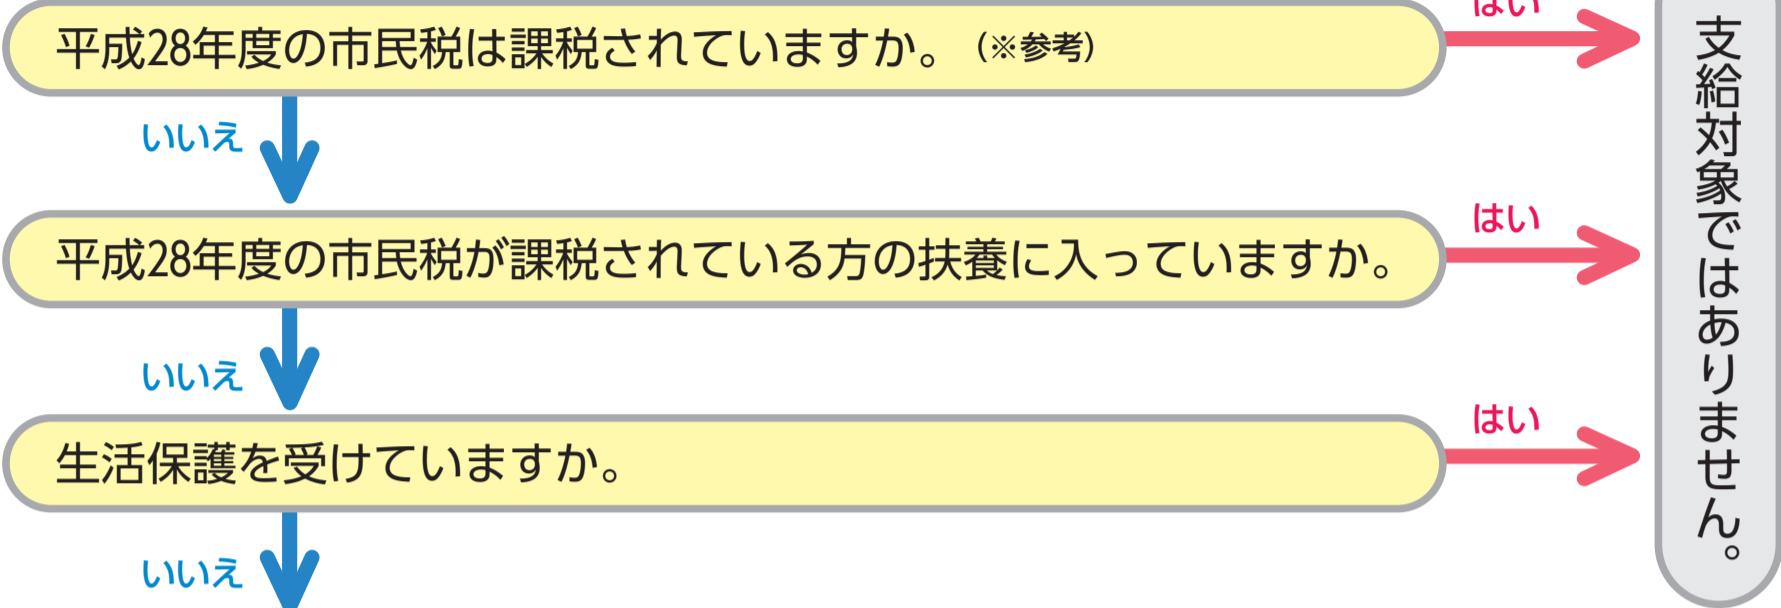 平成28年度の市民税は課税されていますか。（※参考）
はい
いいえ
平成28年度の市民税が課税されている方の扶養に入っていますか。
はい
いいえ
生活保護を受けていますか。
はい
いいえ
支給対象ではありません。